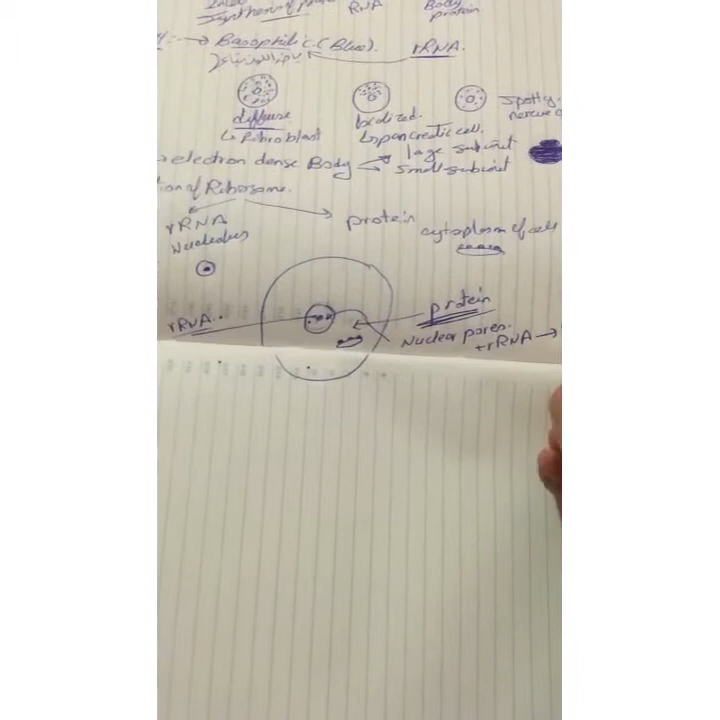 Synthesis of
RNA
Body
protein
→ Basophilic (Blue).
rRNA.
diffuse
↳ Fibroblast
localized.
↳ pancreatic cell.
Spotty.
nerve c
→ electron dense Body
large subunit
Small subunit
tion of Ribosome.
rRNA
Nucleolus
protein
cytoplasm of cell
rRNA..
protein
Nuclear pores.
+rRNA →